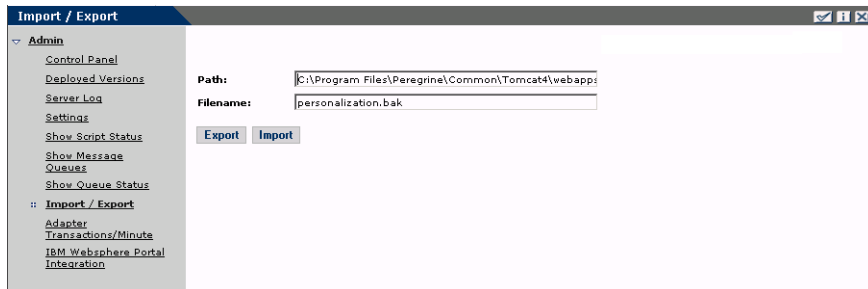 Import / Export
Admin
Control Panel
Deployed Versions
Server Log
Settings
Show Script Status
Show Message
Queues
Show Queue Status
Import / Export
Adapter
Transactions/Minute
IBM Websphere Portal
Integration
Path:
C:\Program Files\Peregrine\Common\Tomcat4\webapps
Filename:
personalization.bak
Export Import